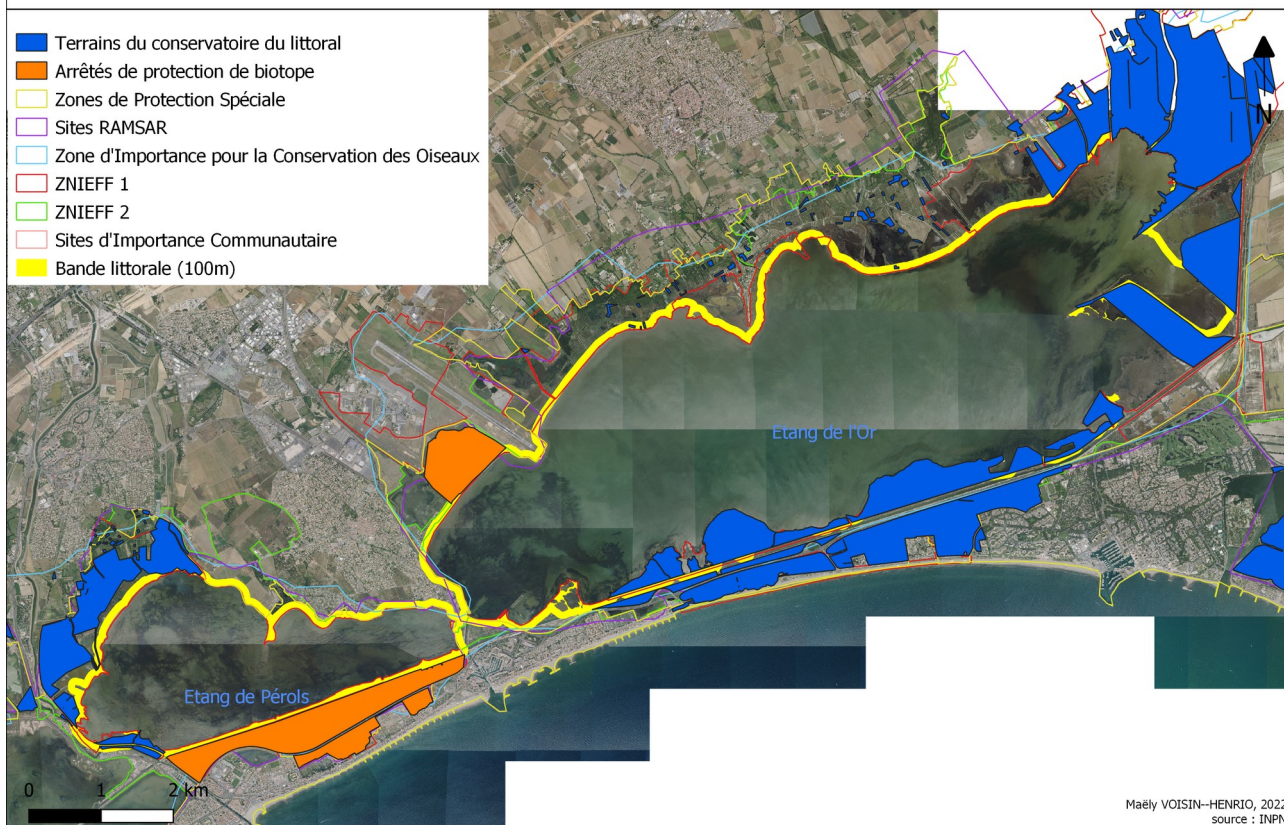 Terrains du conservatoire du littoral
Arrêtés de protection de biotope
Zones de Protection Spéciale
Sites RAMSAR
Zone d'Importance pour la Conservation des Oiseaux
ZNIEFF 1
ZNIEFF 2
Sites d'Importance Communautaire
Bande littorale (100m)
N
Etang de l'Or
Etang de Pérols
0 1 2 km
Maëly VOISIN--HENRIO, 2022
source : INPN